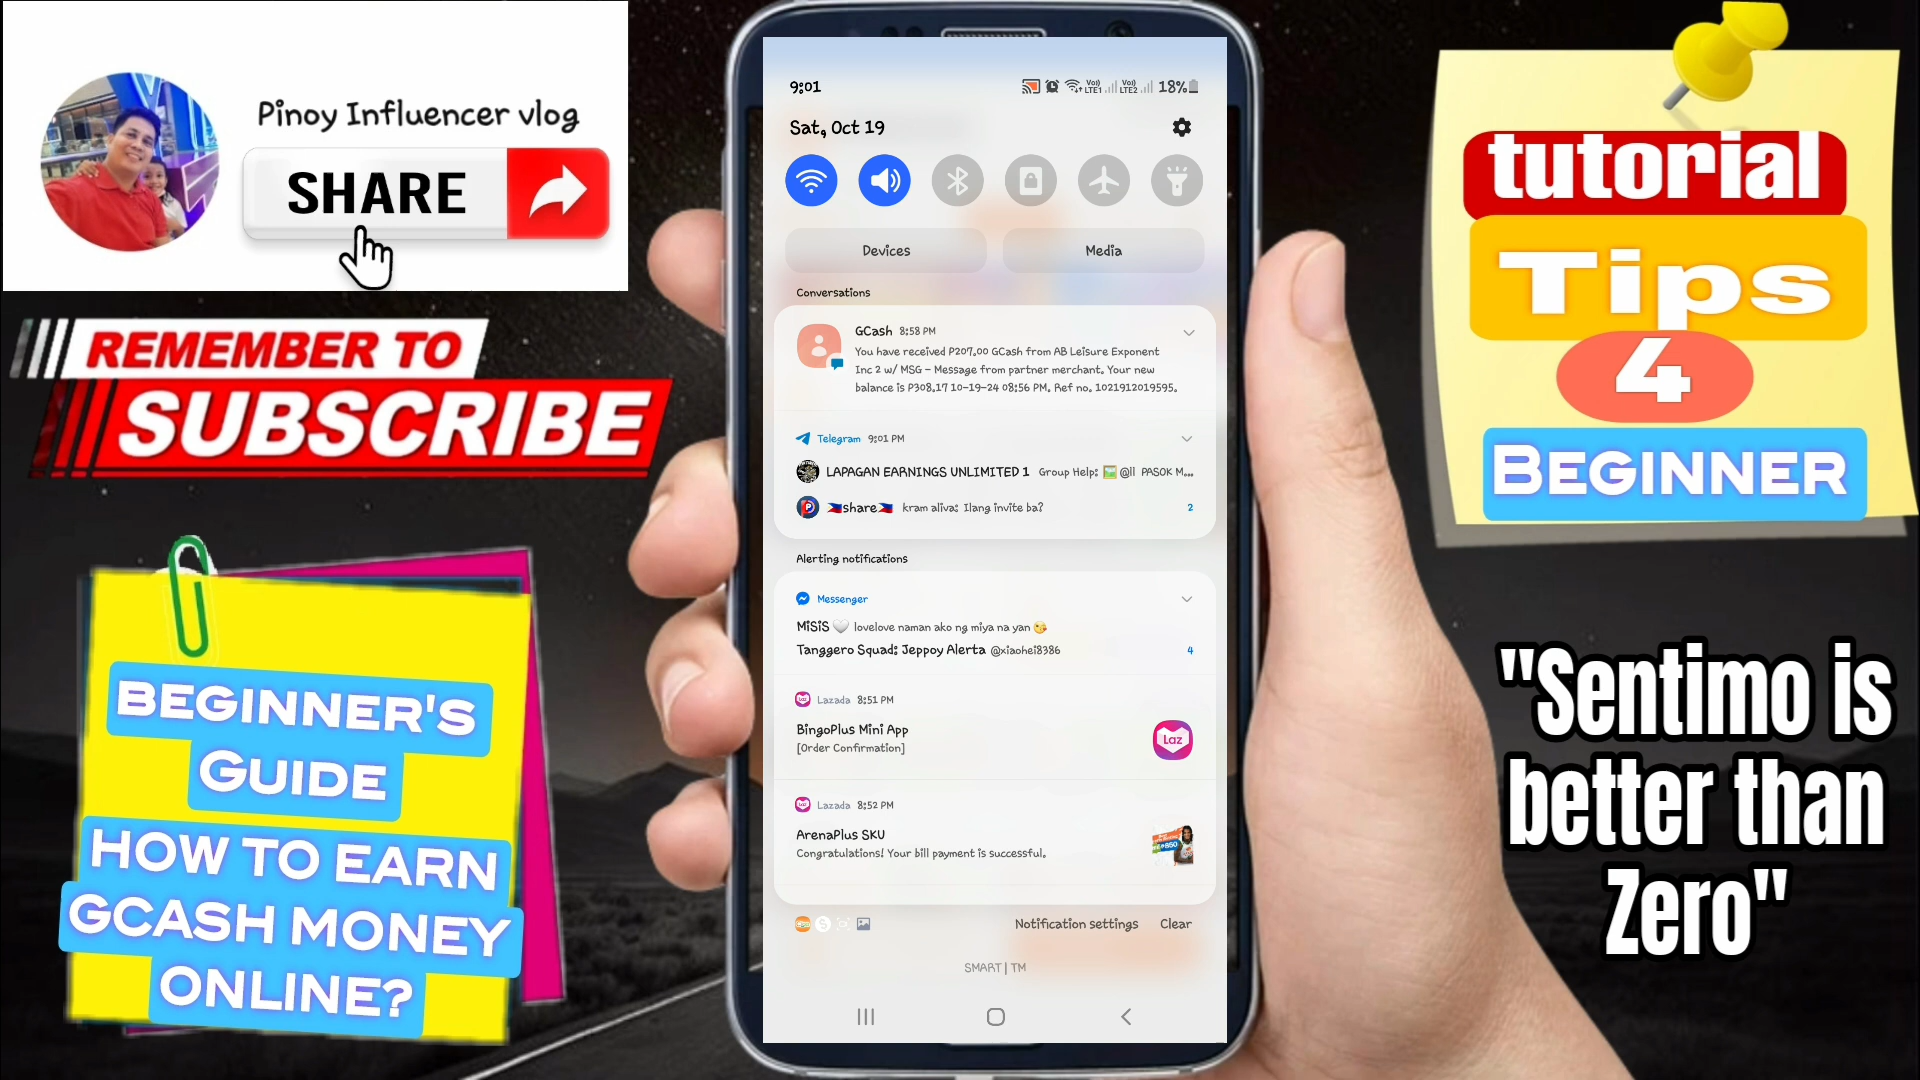 Pinoy Influencer vlog
SHARE
REMEMBER TO
SUBSCRIBE
BEGINNER'S
GUIDE
HOW TO EARN
GCASH MONEY
ONLINE?
9:01
Vo) LTE1
Vo) LTE2
18%
Sat, Oct 19
Devices
Media
Conversations
GCash 8:58 PM
You have received P207.00 GCash from AB Leisure Exponent
Inc 2 w/ MSG - Message from partner merchant. Your new
balance is P308.17 10-19-24 08:56 PM. Ref no. 1021912019595.
Telegram 9:01 PM
LAPAGAN EARNINGS UNLIMITED 1 Group Help: 🖼️ @ll PASOK M...
🇵🇭share🇵🇭 kram aliva: Ilang invite ba? 2
Alerting notifications
Messenger
MiSiS 🤍 lovelove naman ako ng miya na yan 😘
Tanggero Squad: Jeppoy Alerta @xiaohei8386 4
Lazada 8:51 PM
BingoPlus Mini App
[Order Confirmation]
Laz
Lazada 8:52 PM
ArenaPlus SKU
Congratulations! Your bill payment is successful.
Notification settings Clear
SMART | TM
tutorial
Tips
4
BEGINNER
"Sentimo is
better than
Zero"